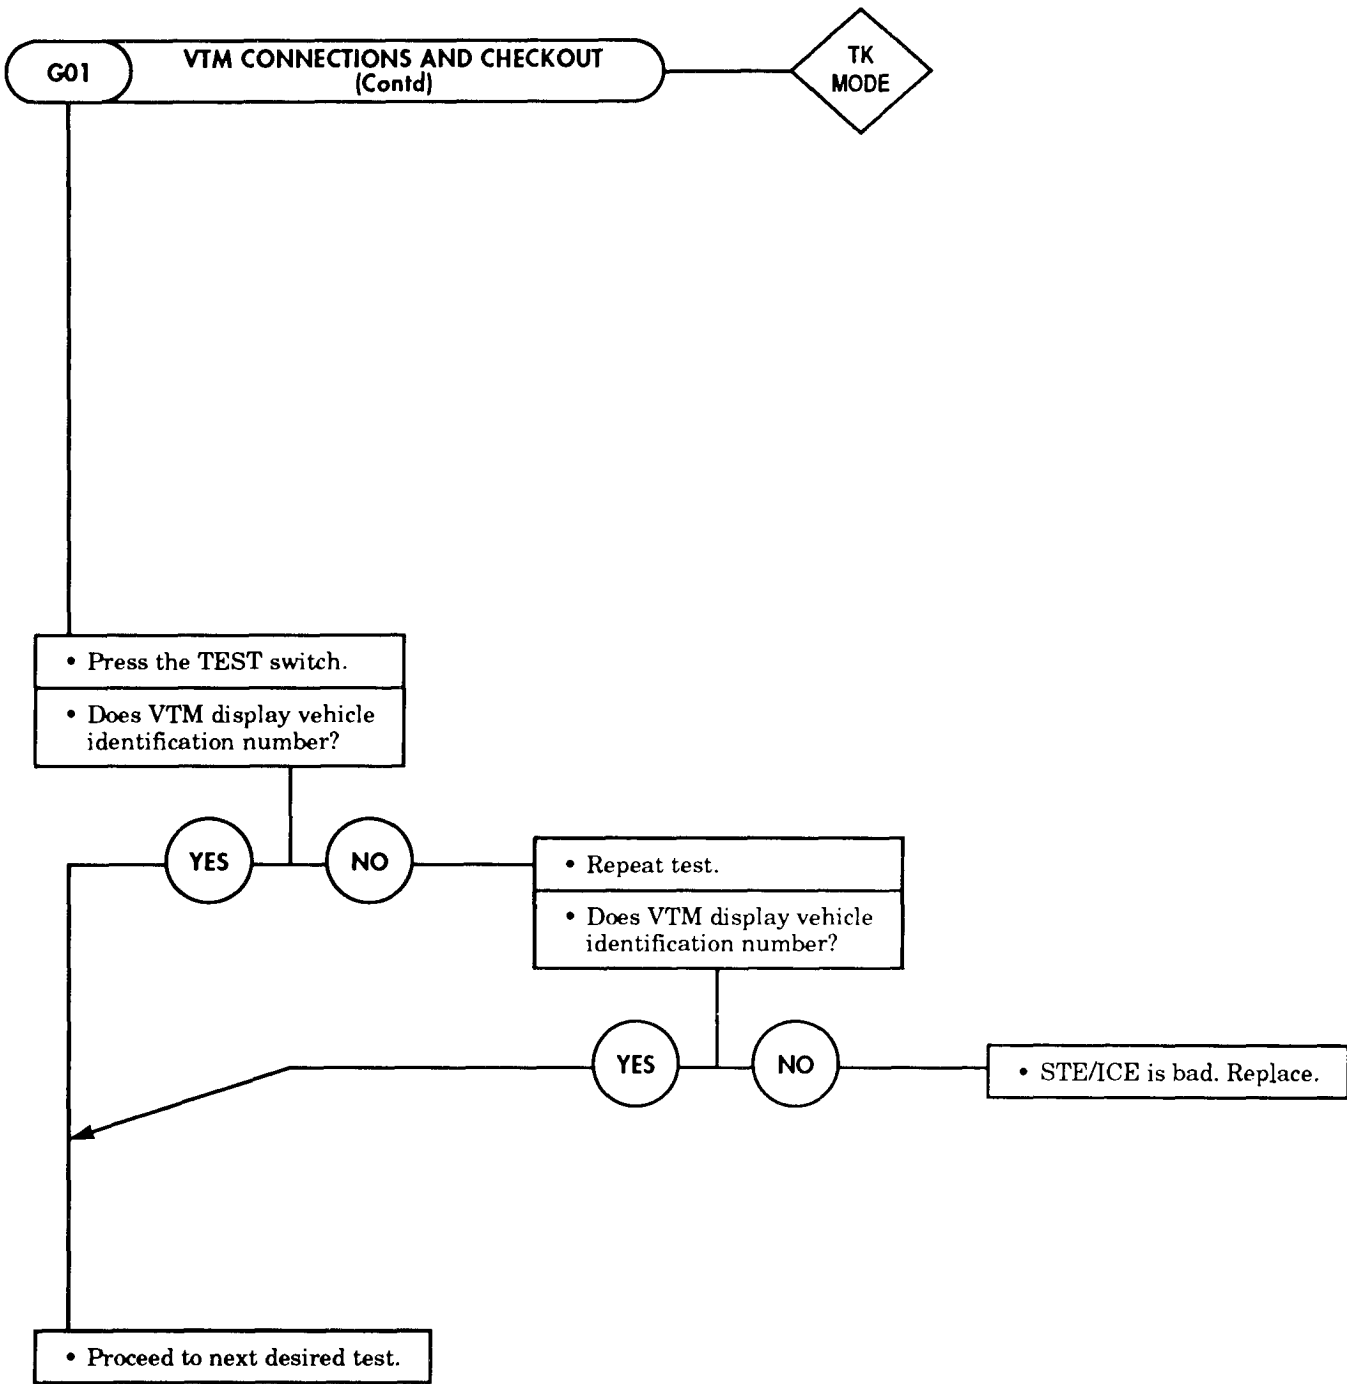 G01
VTM CONNECTIONS AND CHECKOUT
(Contd)
TK
MODE
• Press the TEST switch.
• Does VTM display vehicle
identification number?
YES
NO
• Repeat test.
• Does VTM display vehicle
identification number?
YES
NO
• STE/ICE is bad. Replace.
• Proceed to next desired test.